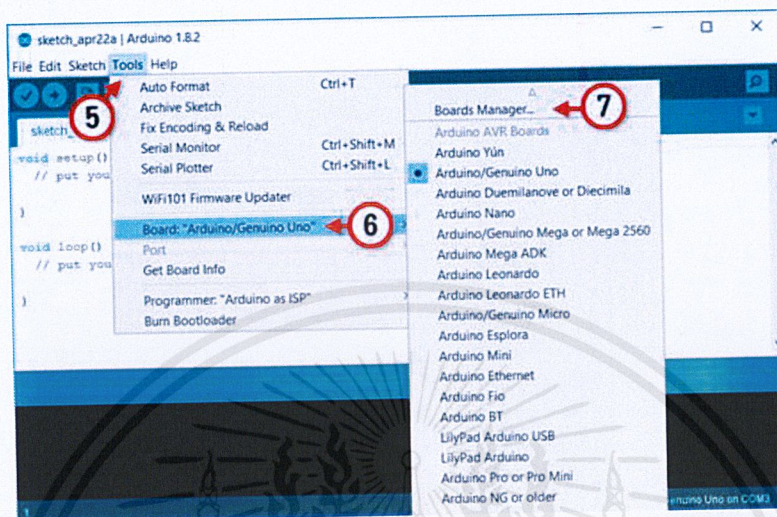 sketch_apr22a | Arduino 1.8.2
File Edit Sketch Tools Help
5
sketch_
void setup()
// put you
}
void loop()
// put you
}
Auto Format Ctrl+T
Archive Sketch
Fix Encoding & Reload
Serial Monitor Ctrl+Shift+M
Serial Plotter Ctrl+Shift+L
WiFi101 Firmware Updater
Board: "Arduino/Genuino Uno"
6
Port
Get Board Info
Programmer: "Arduino as ISP"
Burn Bootloader
Boards Manager...
7
Arduino AVR Boards
Arduino Yún
Arduino/Genuino Uno
Arduino Duemilanove or Diecimila
Arduino Nano
Arduino/Genuino Mega or Mega 2560
Arduino Mega ADK
Arduino Leonardo
Arduino Leonardo ETH
Arduino/Genuino Micro
Arduino Esplora
Arduino Mini
Arduino Ethernet
Arduino Fio
Arduino BT
LilyPad Arduino USB
LilyPad Arduino
Arduino Pro or Pro Mini
Arduino NG or older
1
enuino Uno on COM3